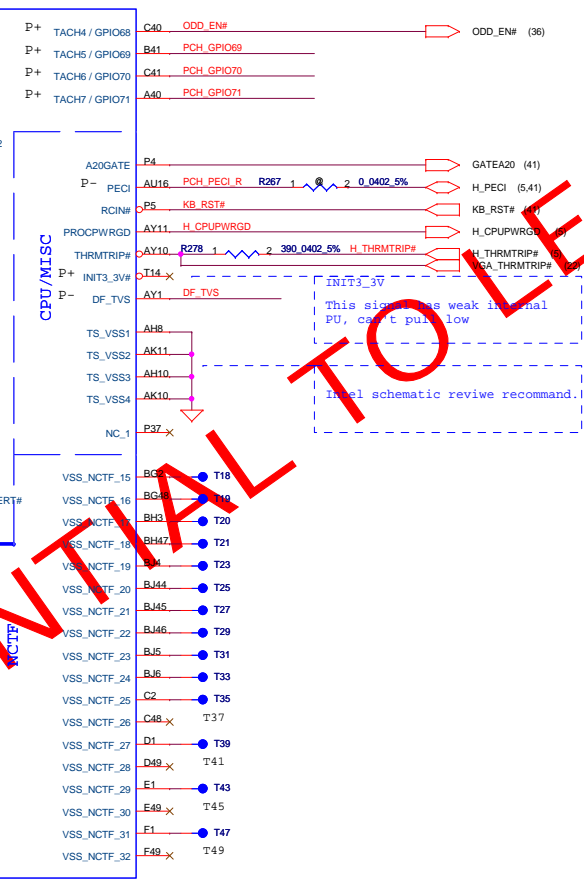 P+ TACH4 / GPIO68 C40 ODD_EN# ODD_EN# (36)
P+ TACH5 / GPIO69 B41 PCH_GPIO69
P+ TACH6 / GPIO70 C41 PCH_GPIO70
P+ TACH7 / GPIO71 A40 PCH_GPIO71
A20GATE P4 GATEA20 (41)
P- PECI AU16 PCH_PECI_R R267 1 @ 2 0_0402_5% H_PECI (5,41)
RCIN# P5 KB_RST# KB_RST# (41)
PROCPWRGD AY11 H_CPUPWRGD H_CPUPWRGD (5)
THRMTRIP# AY10 R278 1 2 390_0402_5% H_THRMTRIP# H_THRMTRIP# (5)
VGA_THRMTRIP# (22)
P+ INIT3_3V# T14
P- DF_TVS AY1 DF_TVS
INIT3_3V
This signal has weak internal
PU, can't pull low
CPU/MISC
TS_VSS1 AH8
TS_VSS2 AK11
TS_VSS3 AH10
TS_VSS4 AK10
Intel schematic reviwe recommand.
NC_1 P37
VSS_NCTF_15 BG2 T18
VSS_NCTF_16 BG48 T19
ERT#
VSS_NCTF_17 BH3 T20
VSS_NCTF_18 BH47 T21
VSS_NCTF_19 BJ4 T23
VSS_NCTF_20 BJ44 T25
VSS_NCTF_21 BJ45 T27
VSS_NCTF_22 BJ46 T29
NCTF
VSS_NCTF_23 BJ5 T31
VSS_NCTF_24 BJ6 T33
VSS_NCTF_25 C2 T35
VSS_NCTF_26 C48 T37
VSS_NCTF_27 D1 T39
VSS_NCTF_28 D49 T41
VSS_NCTF_29 E1 T43
VSS_NCTF_30 E49 T45
VSS_NCTF_31 F1 T47
VSS_NCTF_32 F49 T49
NTIAL TO LE